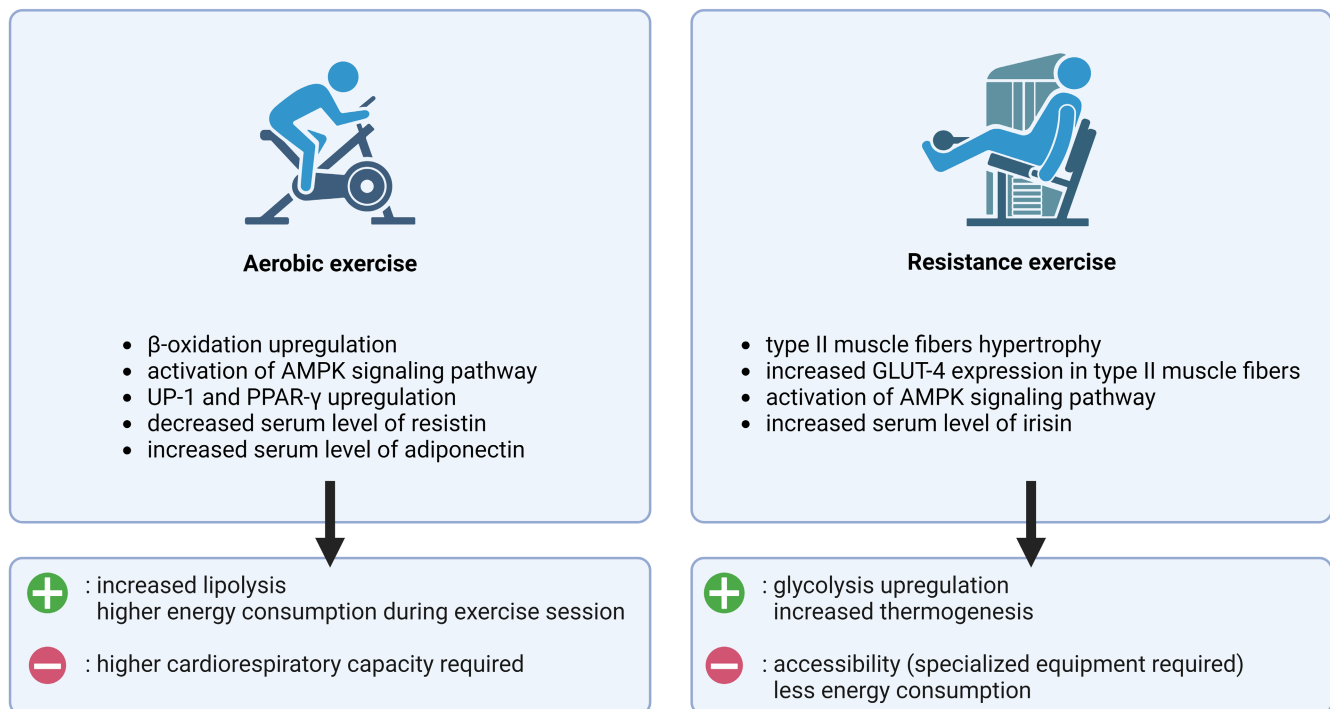 Aerobic exercise
• β-oxidation upregulation
• activation of AMPK signaling pathway
• UP-1 and PPAR-γ upregulation
• decreased serum level of resistin
• increased serum level of adiponectin
: increased lipolysis
higher energy consumption during exercise session
: higher cardiorespiratory capacity required
Resistance exercise
• type II muscle fibers hypertrophy
• increased GLUT-4 expression in type II muscle fibers
• activation of AMPK signaling pathway
• increased serum level of irisin
: glycolysis upregulation
increased thermogenesis
: accessibility (specialized equipment required)
less energy consumption